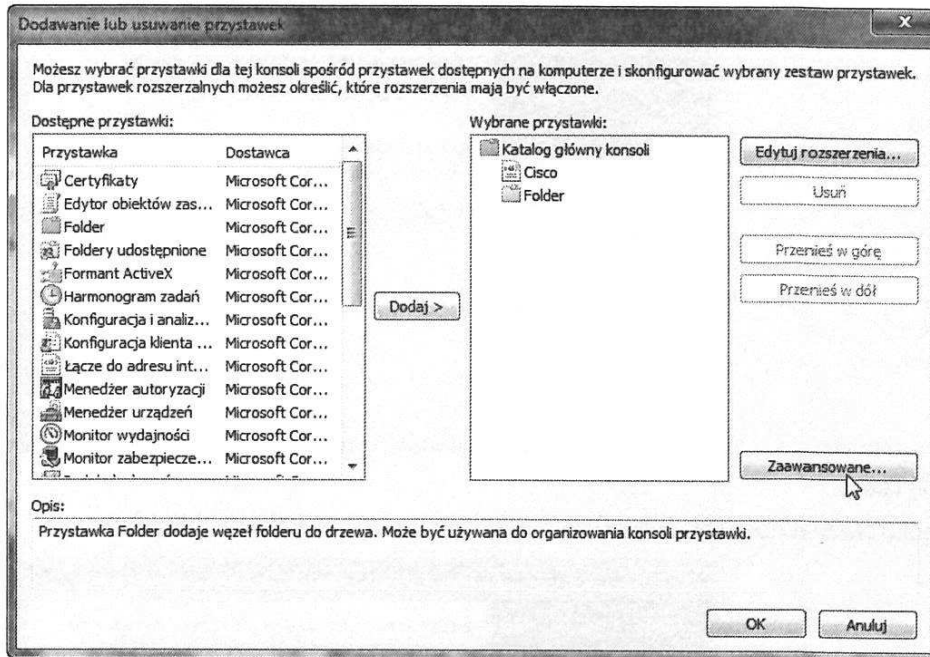 Dodawanie lub usuwanie przystawek
X
Możesz wybrać przystawki dla tej konsoli spośród przystawek dostępnych na komputerze i skonfigurować wybrany zestaw przystawek.
Dla przystawek rozszerzalnych możesz określić, które rozszerzenia mają być włączone.
Dostępne przystawki:
Przystawka Dostawca
Certyfikaty Microsoft Cor...
Edytor obiektów zas... Microsoft Cor...
Folder Microsoft Cor...
Foldery udostępnione Microsoft Cor...
Formant ActiveX Microsoft Cor...
Harmonogram zadań Microsoft Cor...
Konfiguracja i analiz... Microsoft Cor...
Konfiguracja klienta ... Microsoft Cor...
Łącze do adresu int... Microsoft Cor...
Menedżer autoryzacji Microsoft Cor...
Menedżer urządzeń Microsoft Cor...
Monitor wydajności Microsoft Cor...
Monitor zabezpiecze... Microsoft Cor...
Dodaj >
Wybrane przystawki:
Katalog główny konsoli
Cisco
Folder
Edytuj rozszerzenia...
Usuń
Przenieś w górę
Przenieś w dół
Zaawansowane...
Opis:
Przystawka Folder dodaje węzeł folderu do drzewa. Może być używana do organizowania konsoli przystawki.
OK
Anuluj